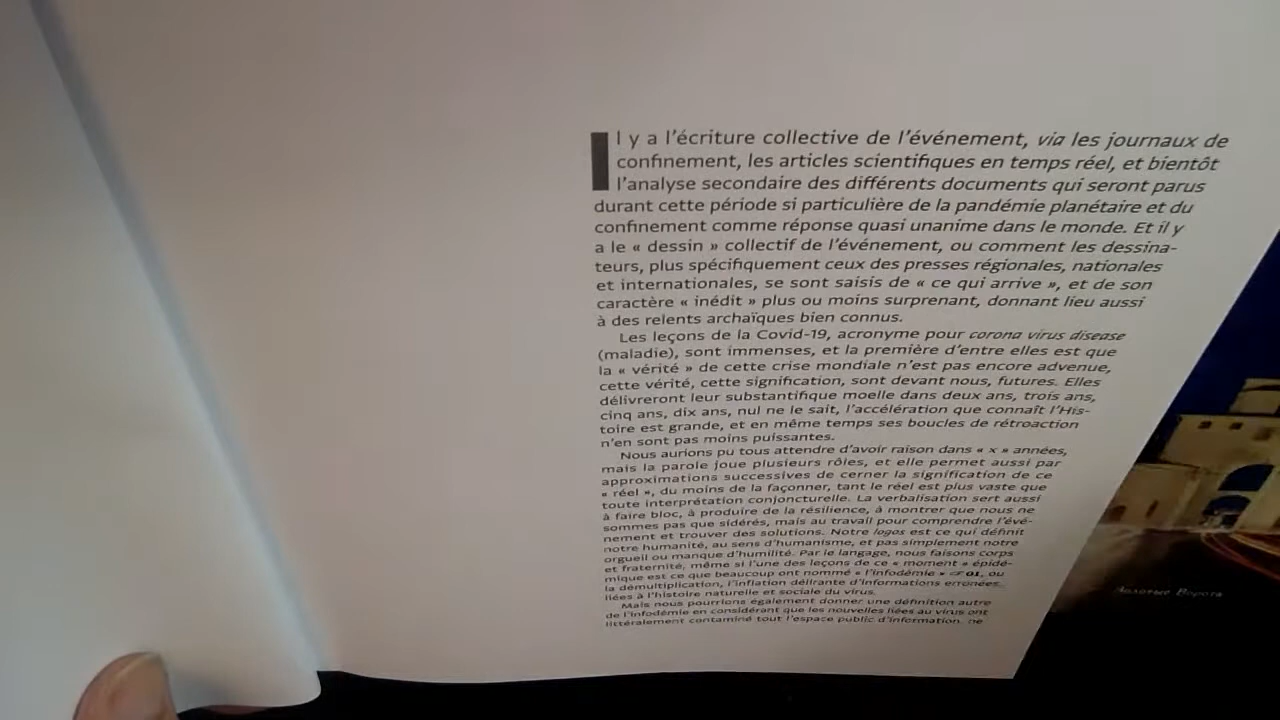 Il y a l'écriture collective de l'événement, via les journaux de
confinement, les articles scientifiques en temps réel, et bientôt
l'analyse secondaire des différents documents qui seront parus
durant cette période si particulière de la pandémie planétaire et du
confinement comme réponse quasi unanime dans le monde. Et il y
a le « dessin » collectif de l'événement, ou comment les dessina-
teurs, plus spécifiquement ceux des presses régionales, nationales
et internationales, se sont saisis de « ce qui arrive », et de son
caractère « inédit » plus ou moins surprenant, donnant lieu aussi
à des relents archaïques bien connus.
Les leçons de la Covid-19, acronyme pour corona virus disease
(maladie), sont immenses, et la première d'entre elles est que
la « vérité » de cette crise mondiale n'est pas encore advenue,
cette vérité, cette signification, sont devant nous, futures. Elles
délivreront leur substantifique moelle dans deux ans, trois ans,
cinq ans, dix ans, nul ne le sait, l'accélération que connaît l'His-
toire est grande, et en même temps ses boucles de rétroaction
n'en sont pas moins puissantes.
Nous aurions pu tous attendre d'avoir raison dans « x » années,
mais la parole joue plusieurs rôles, et elle permet aussi par
approximations successives de cerner la signification de ce
« réel », du moins de la façonner, tant le réel est plus vaste que
toute interprétation conjoncturelle. La verbalisation sert aussi
à faire bloc, à produire de la résilience, à montrer que nous ne
sommes pas que sidérés, mais au travail pour comprendre l'évé-
nement et trouver des solutions. Notre logos est ce qui définit
notre humanité, au sens d'humanisme, et pas simplement notre
orgueil ou manque d'humilité. Par le langage, nous faisons corps
et fraternité, même si l'une des leçons de ce « moment » épidé-
mique est ce que beaucoup ont nommé « l'infodémie » 01, ou
la démultiplication, l'inflation délirante d'informations erronées,
liées à l'histoire naturelle et sociale du virus.
Mais nous pourrions également donner une définition autre
de l'infodémie en considérant que les nouvelles liées au virus ont
littéralement contaminé tout l'espace public d'information, ne
Золотые Ворота